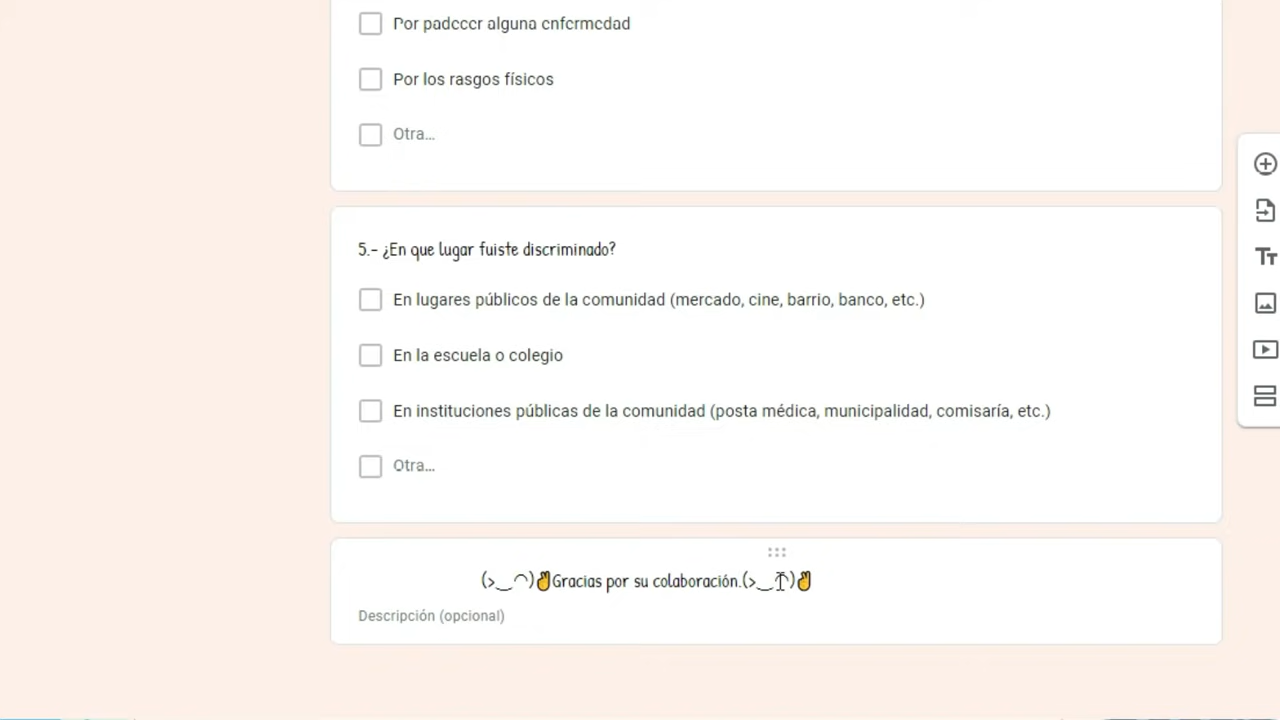 Por padecer alguna enfermedad
Por los rasgos físicos
Otra...
5.- ¿En que lugar fuiste discriminado?
En lugares públicos de la comunidad (mercado, cine, barrio, banco, etc.)
En la escuela o colegio
En instituciones públicas de la comunidad (posta médica, municipalidad, comisaría, etc.)
Otra...
(>‿◠)✌Gracias por su colaboración.(>‿◠)✌
Descripción (opcional)